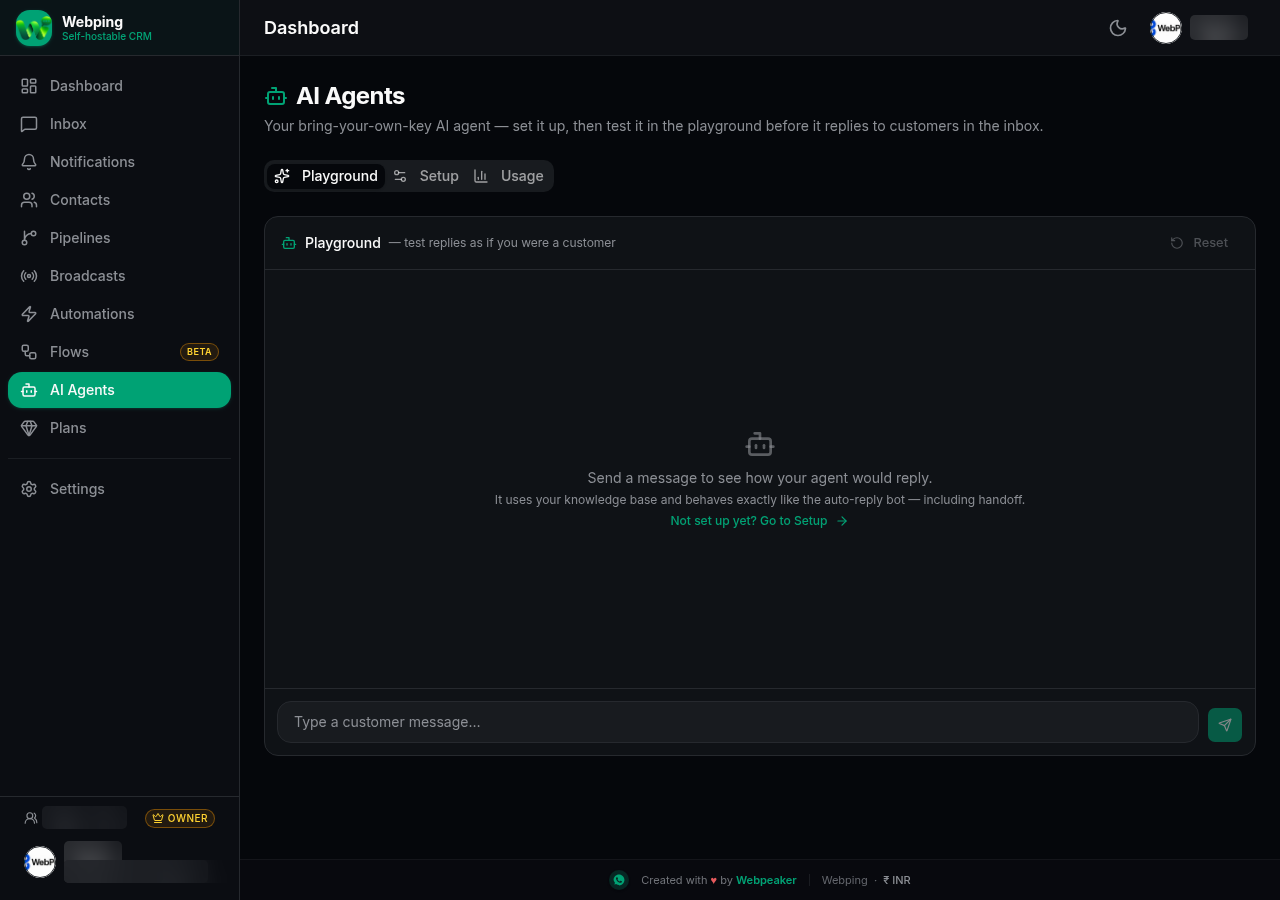 Webping
Self-hostable CRM
Dashboard
Inbox
Notifications
Contacts
Pipelines
Broadcasts
Automations
Flows
BETA
AI Agents
Plans
Settings
OWNER
WebP
Dashboard
WebP
AI Agents
Your bring-your-own-key AI agent — set it up, then test it in the playground before it replies to customers in the inbox.
Playground
Setup
Usage
Playground — test replies as if you were a customer
Reset
Send a message to see how your agent would reply.
It uses your knowledge base and behaves exactly like the auto-reply bot — including handoff.
Not set up yet? Go to Setup →
Type a customer message...
Created with ♥ by Webpeaker
Webping · ₹ INR